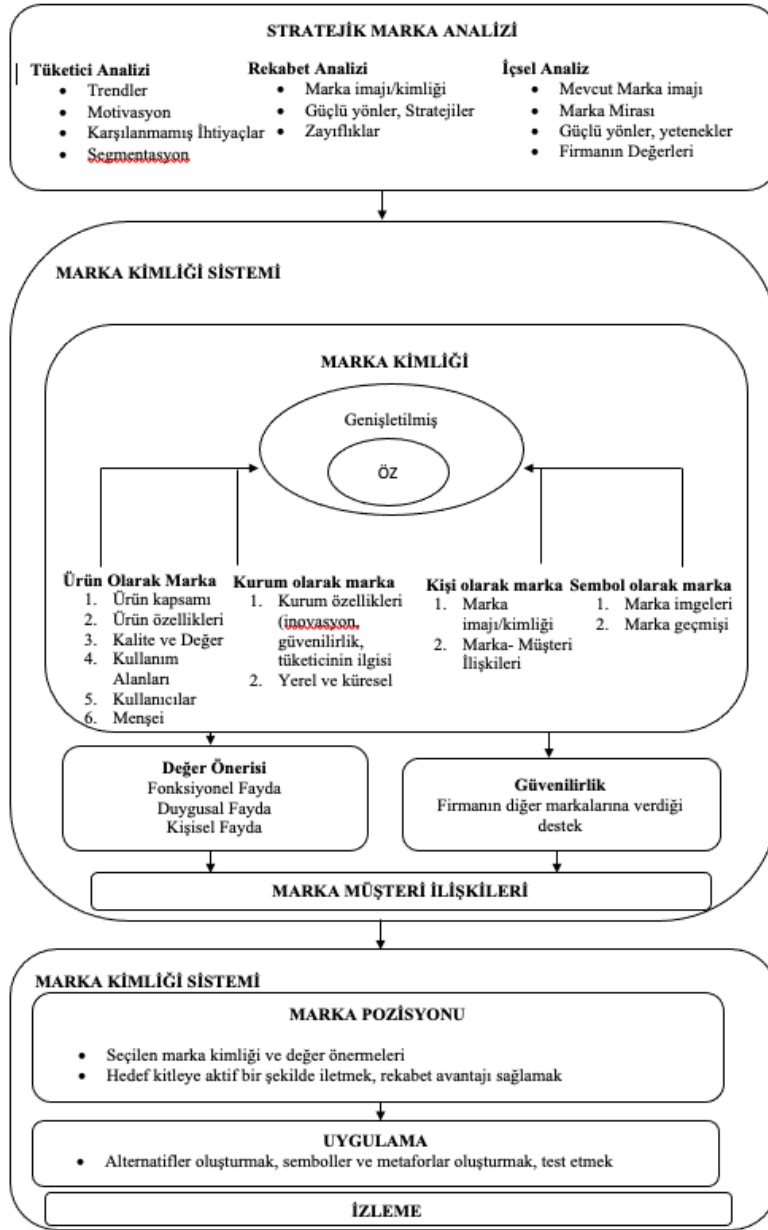 STRATEJİK MARKA ANALİZİ
Tüketici Analizi
• Trendler
• Motivasyon
• Karşılanmamış İhtiyaçlar
• Segmentasyon
Rekabet Analizi
• Marka imajı/kimliği
• Güçlü yönler, Stratejiler
• Zayıflıklar
İçsel Analiz
• Mevcut Marka imajı
• Marka Mirası
• Güçlü yönler, yetenekler
• Firmanın Değerleri
MARKA KİMLİĞİ SİSTEMİ
MARKA KİMLİĞİ
Genişletilmiş
ÖZ
Ürün Olarak Marka
1. Ürün kapsamı
2. Ürün özellikleri
3. Kalite ve Değer
4. Kullanım
Alanları
5. Kullanıcılar
6. Menşei
Kurum olarak marka
1. Kurum özellikleri
(inovasyon,
güvenilirlik,
tüketicinin ilgisi
2. Yerel ve küresel
Kişi olarak marka
1. Marka
imajı/kimliği
2. Marka- Müşteri
İlişkileri
Sembol olarak marka
1. Marka imgeleri
2. Marka geçmişi
Değer Önerisi
Fonksiyonel Fayda
Duygusal Fayda
Kişisel Fayda
Güvenilirlik
Firmanın diğer markalarına verdiği
destek
MARKA MÜŞTERİ İLİŞKİLERİ
MARKA KİMLİĞİ SİSTEMİ
MARKA POZİSYONU
• Seçilen marka kimliği ve değer önermeleri
• Hedef kitleye aktif bir şekilde iletmek, rekabet avantajı sağlamak
UYGULAMA
• Alternatifler oluşturmak, semboller ve metaforlar oluşturmak, test etmek
İZLEME